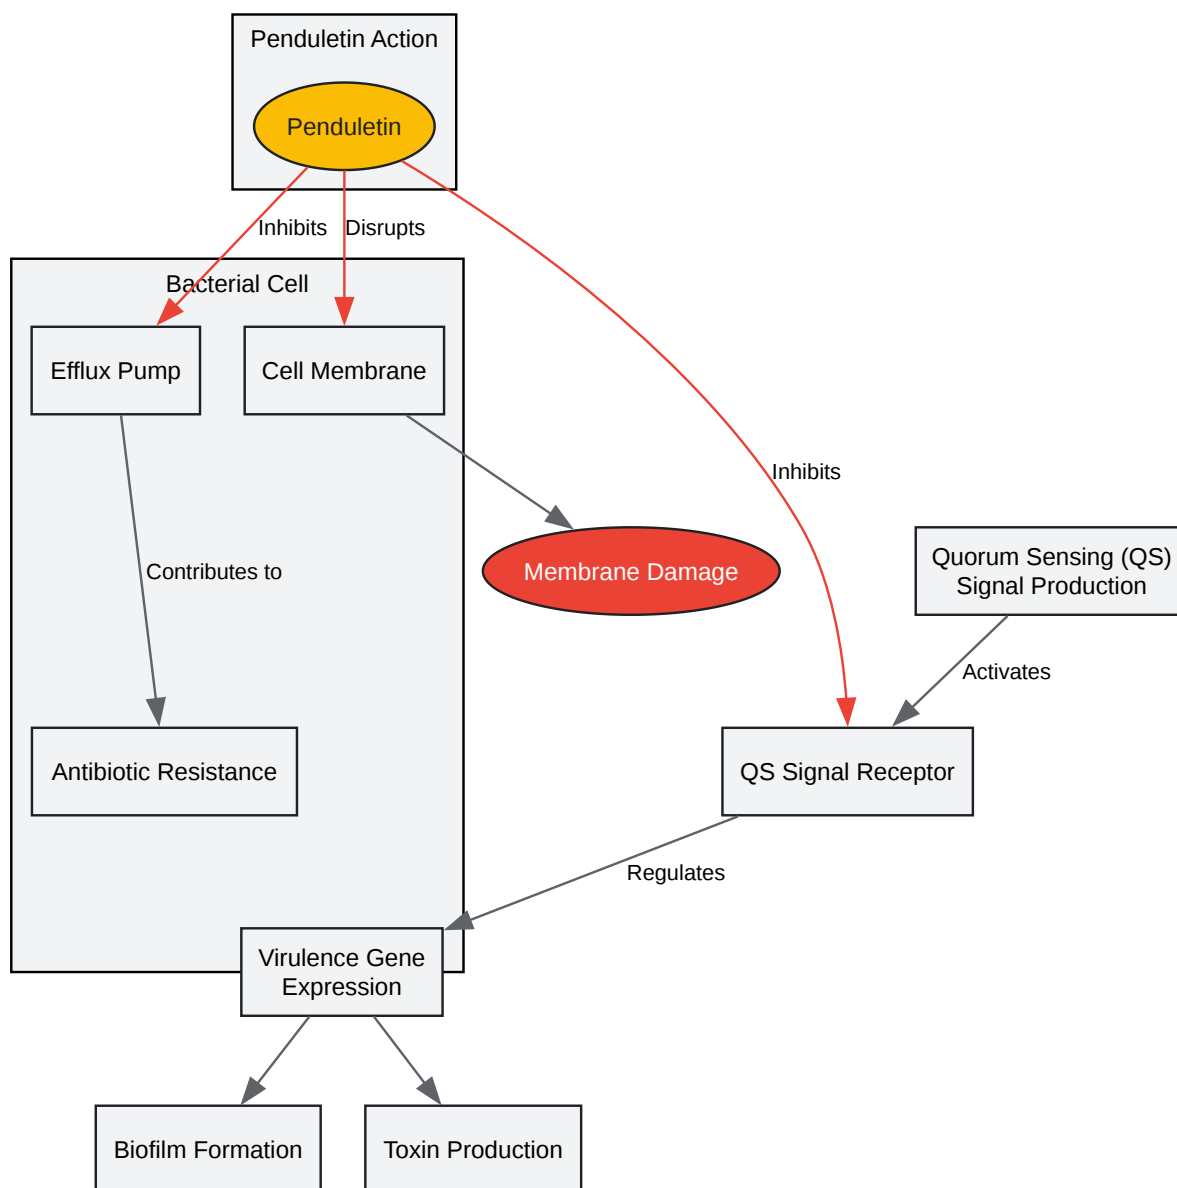 Penduletin Action
Penduletin
Inhibits
Disrupts
Bacterial Cell
Efflux Pump
Cell Membrane
Inhibits
Contributes to
Membrane Damage
Quorum Sensing (QS)
Signal Production
Activates
Antibiotic Resistance
QS Signal Receptor
Regulates
Virulence Gene
Expression
Biofilm Formation
Toxin Production